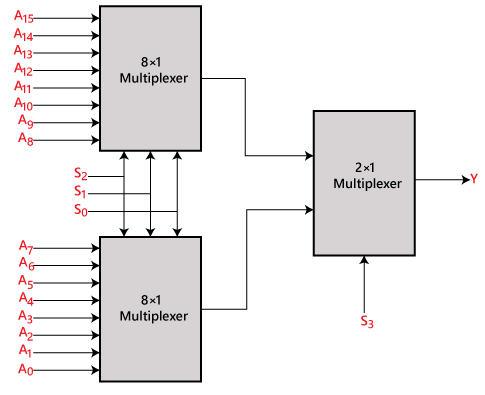 A₁₅
A₁₄
A₁₃
A₁₂
A₁₁
A₁₀
A₉
A₈
8×1
Multiplexer
S₂
S₁
S₀
A₇
A₆
A₅
A₄
A₃
A₂
A₁
A₀
8×1
Multiplexer
2×1
Multiplexer
Y
S₃